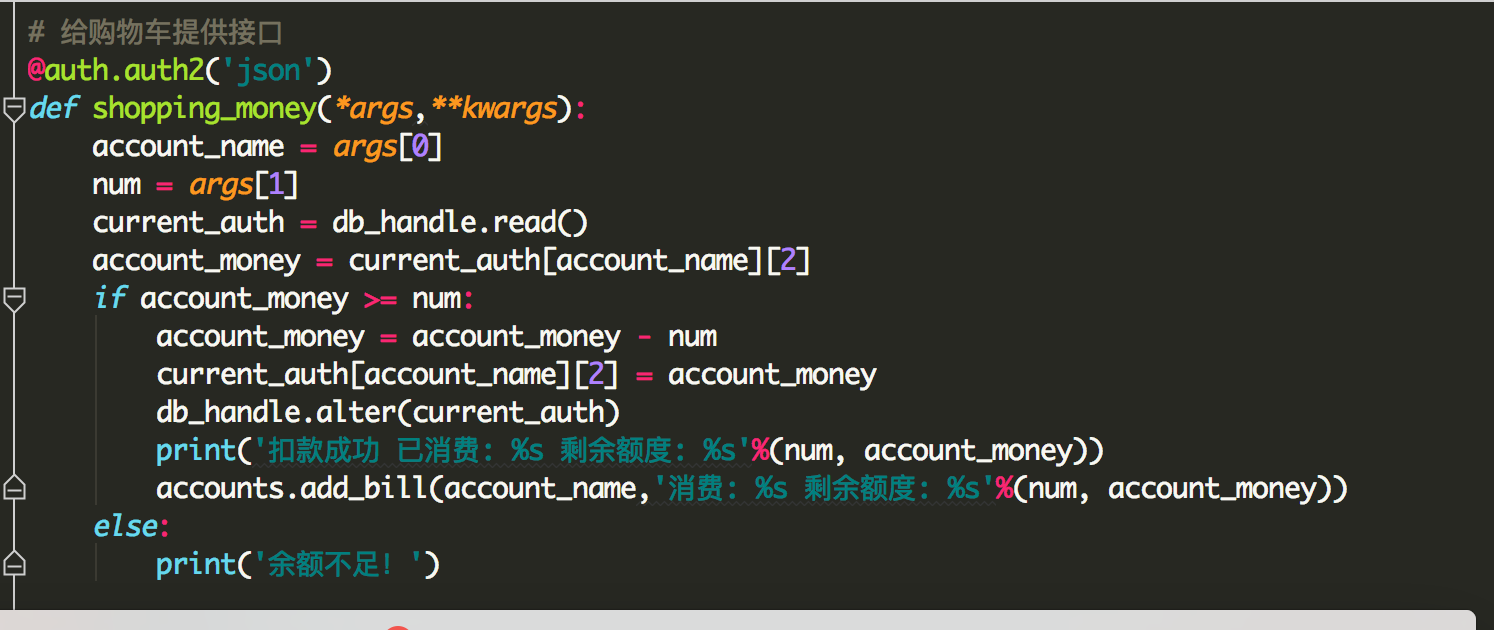 # 给购物车提供接口
@auth.auth2('json')
def shopping_money(*args,**kwargs):
    account_name = args[0]
    num = args[1]
    current_auth = db_handle.read()
    account_money = current_auth[account_name][2]
    if account_money >= num:
        account_money = account_money - num
        current_auth[account_name][2] = account_money
        db_handle.alter(current_auth)
        print('扣款成功 已消费: %s 剩余额度: %s'%(num, account_money))
        accounts.add_bill(account_name,'消费: %s 剩余额度: %s'%(num, account_money))
    else:
        print('余额不足! ')